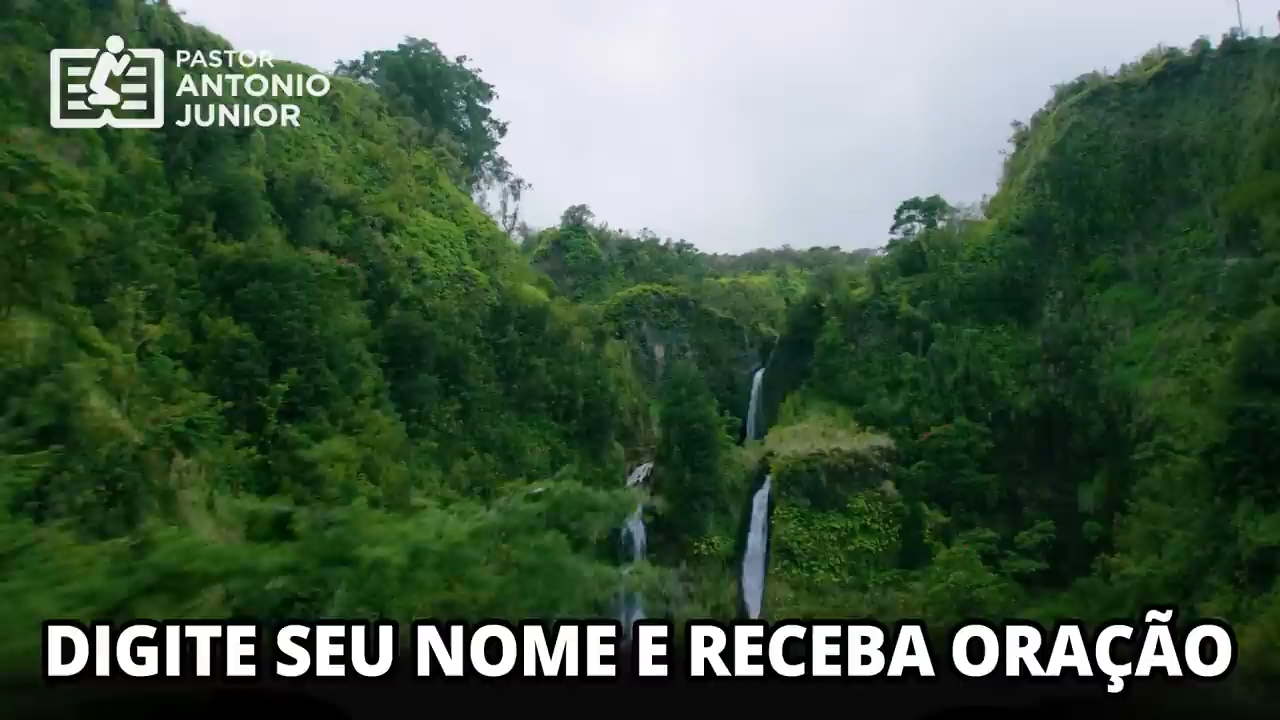 PASTOR
ANTONIO
JUNIOR
DIGITE SEU NOME E RECEBA ORAÇÃO